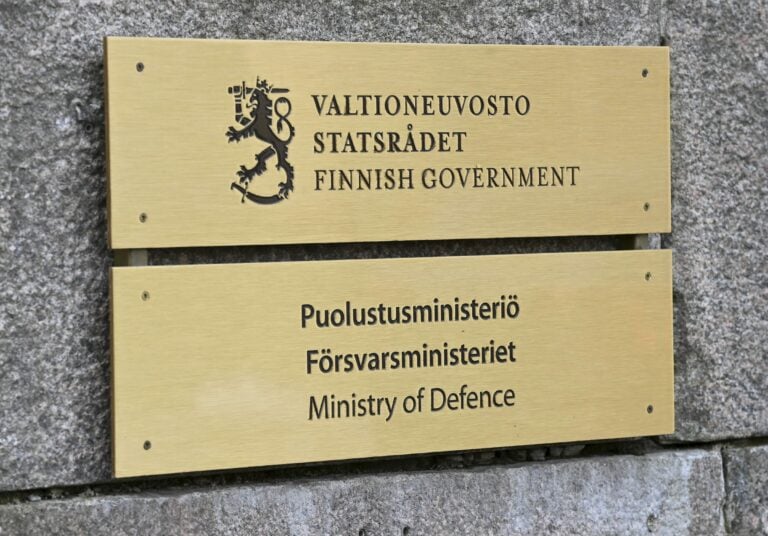 VALTIONEUVOSTO
STATSRÅDET
FINNISH GOVERNMENT
Puolustusministeriö
Försvarsministeriet
Ministry of Defence